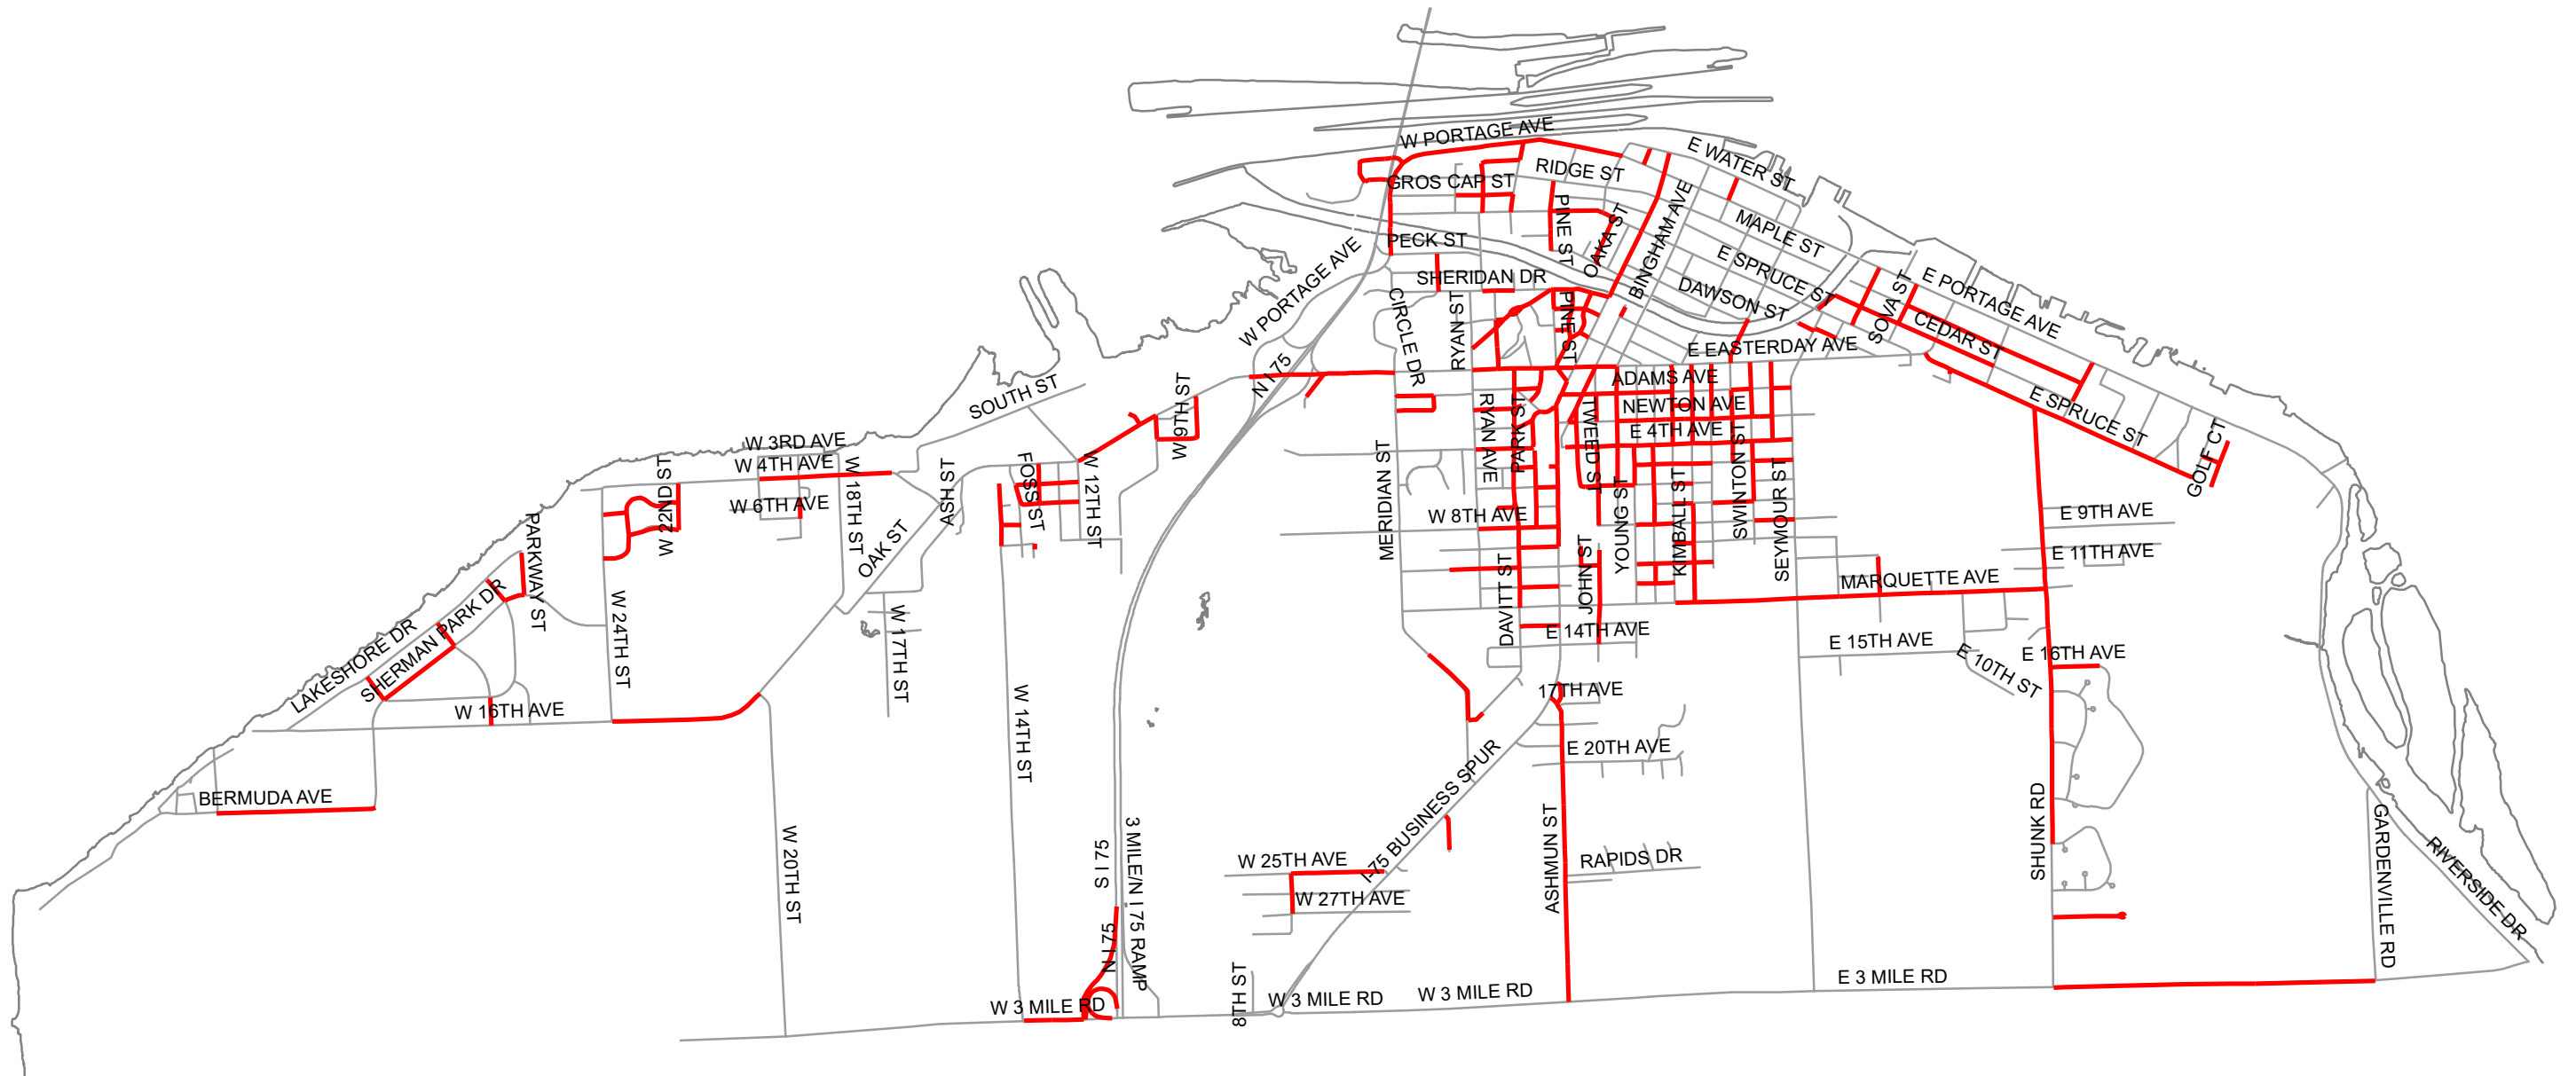 W PORTAGE AVE
E WATER ST
RIDGE ST
GROS CAP ST
PINE ST
OAKA ST
BINGHAM AVE
MAPLE ST
PECK ST
E SPRUCE ST
SHERIDAN DR
DAWSON ST
W PORTAGE AVE
SOVA ST
E PORTAGE AVE
CIRCLE DR
RYAN ST
PINE ST
CEDAR ST
E EASTERDAY AVE
N I 75
ADAMS AVE
SOUTH ST
W 9TH ST
RYAN AVE
PARK ST
TWEED ST
NEWTON AVE
E SPRUCE ST
E 4TH AVE
W 3RD AVE
W 4TH AVE
W 22ND ST
W 18TH ST
ASH ST
FOSS ST
W 12TH ST
MERIDIAN ST
SWINTON ST
SEYMOUR ST
GOLF CT
W 6TH AVE
YOUNG ST
KIMBALL ST
W 8TH AVE
E 9TH AVE
PARKWAY ST
OAK ST
E 11TH AVE
DAVITT ST
JOHN ST
MARQUETTE AVE
SHERMAN PARK DR
LAKESHORE DR
W 24TH ST
W 17TH ST
E 14TH AVE
E 15TH AVE
E 10TH ST
E 16TH AVE
W 16TH AVE
W 14TH ST
17TH AVE
E 20TH AVE
I-75 BUSINESS SPUR
BERMUDA AVE
W 20TH ST
S I 75
3 MILE/N I 75 RAMP
W 25TH AVE
ASHMUN ST
RAPIDS DR
SHUNK RD
GARDENVILLE RD
RIVERSIDE DR
W 27TH AVE
N I 75
8TH ST
W 3 MILE RD
W 3 MILE RD
W 3 MILE RD
E 3 MILE RD